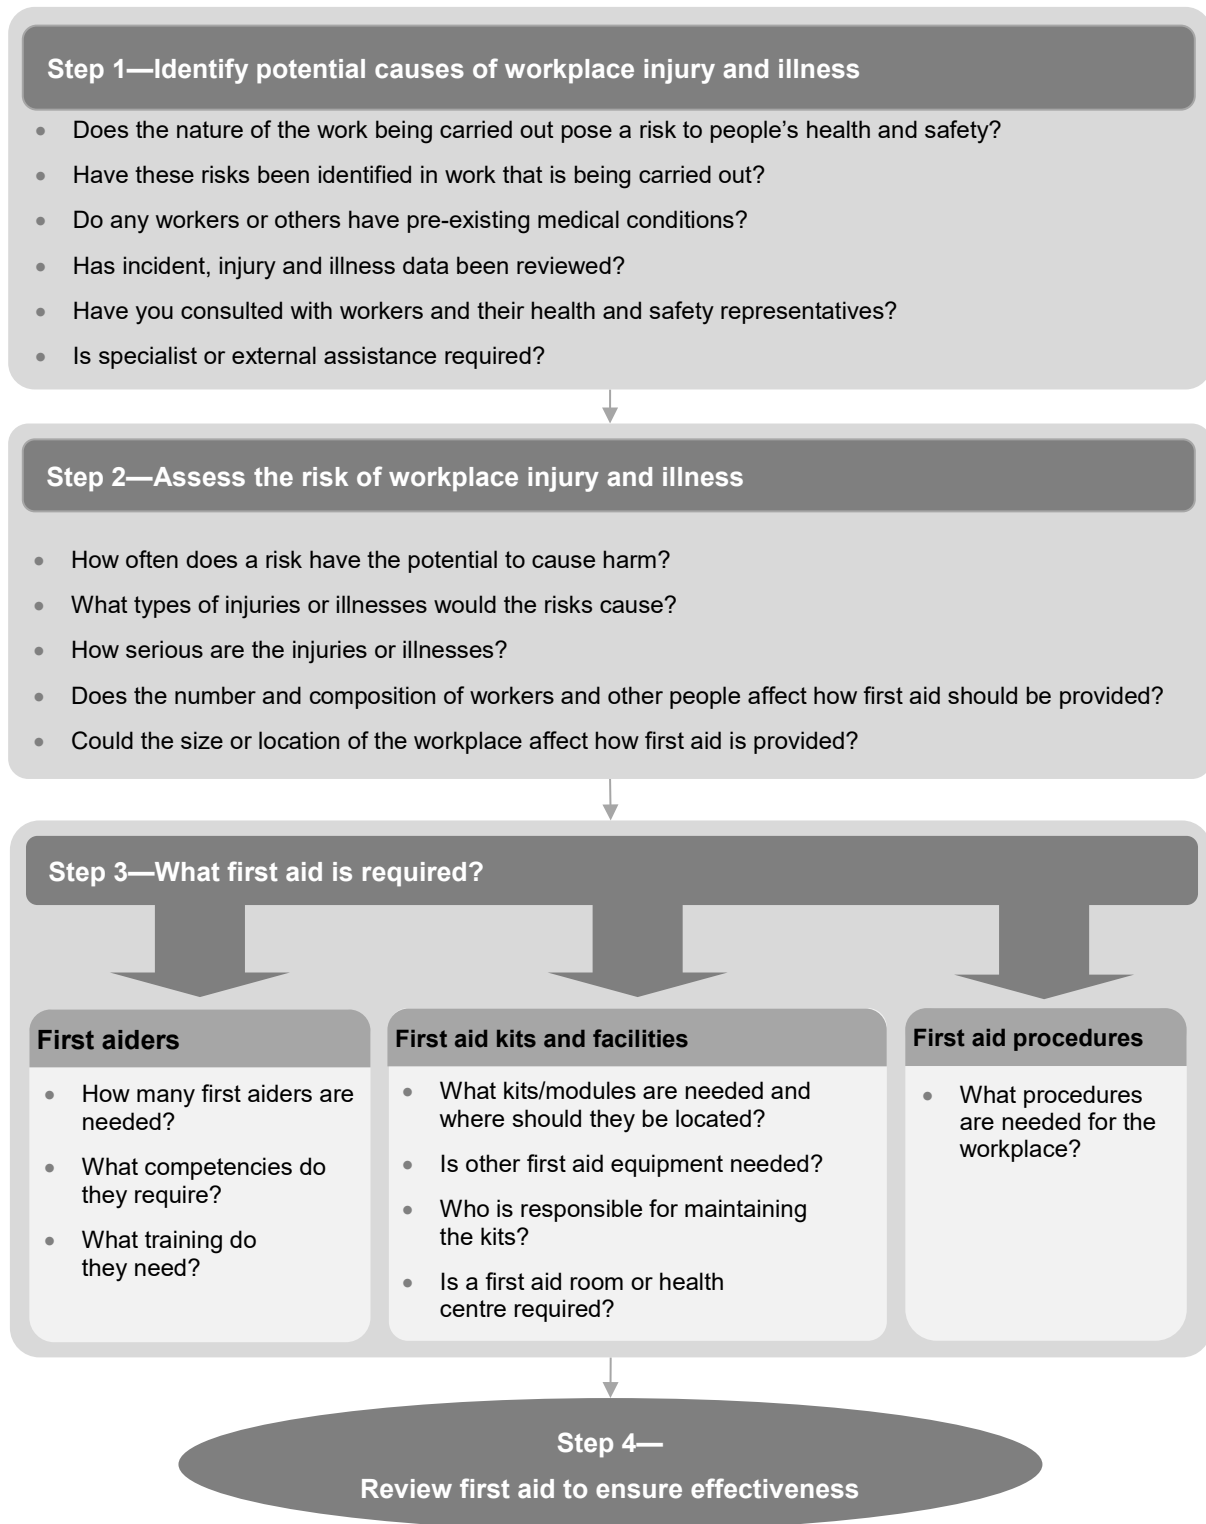 Step 1—Identify potential causes of workplace injury and illness
• Does the nature of the work being carried out pose a risk to people’s health and safety?
• Have these risks been identified in work that is being carried out?
• Do any workers or others have pre-existing medical conditions?
• Has incident, injury and illness data been reviewed?
• Have you consulted with workers and their health and safety representatives?
• Is specialist or external assistance required?
Step 2—Assess the risk of workplace injury and illness
• How often does a risk have the potential to cause harm?
• What types of injuries or illnesses would the risks cause?
• How serious are the injuries or illnesses?
• Does the number and composition of workers and other people affect how first aid should be provided?
• Could the size or location of the workplace affect how first aid is provided?
Step 3—What first aid is required?
First aiders
• How many first aiders are
needed?
• What competencies do
they require?
• What training do
they need?
First aid kits and facilities
• What kits/modules are needed and
where should they be located?
• Is other first aid equipment needed?
• Who is responsible for maintaining
the kits?
• Is a first aid room or health
centre required?
First aid procedures
• What procedures
are needed for the
workplace?
Step 4—
Review first aid to ensure effectiveness